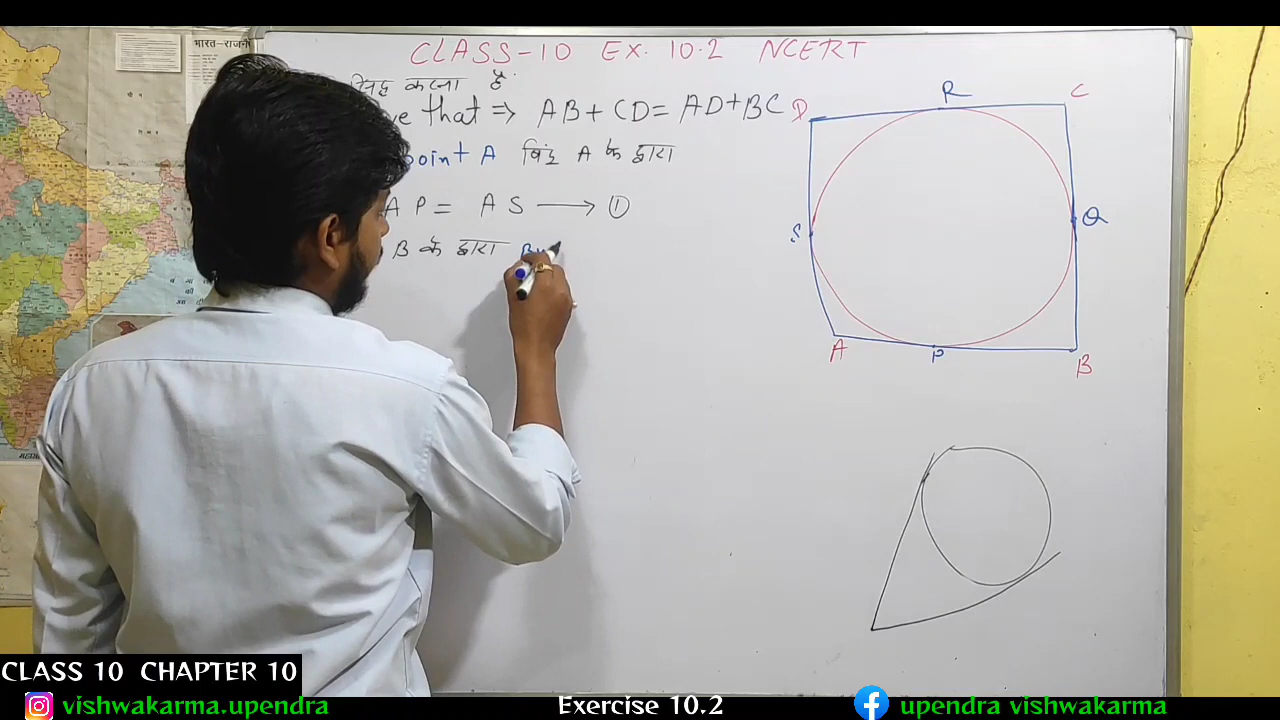 CLASS-10 EX. 10.2 NCERT
सिद्ध करना है
that ⇒ AB + CD = AD + BC
point A बिंदु A के द्वारा
AP = AS ⟶ ①
B के द्वारा By
D R C
S Q
A P B
भारत-राजनै
CLASS 10 CHAPTER 10
vishwakarma.upendra
Exercise 10.2
upendra vishwakarma